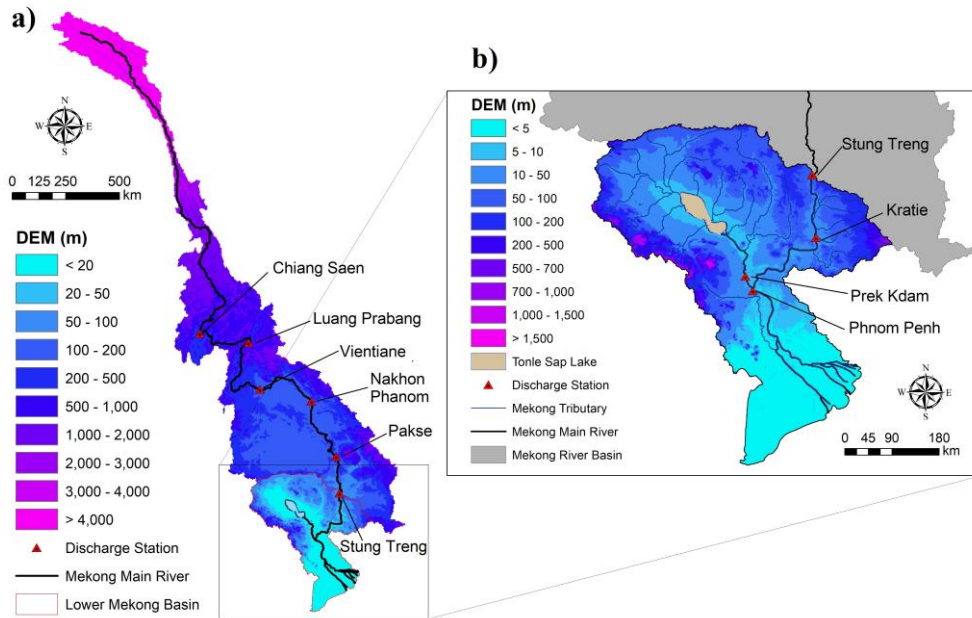 a)
N
W E
S
0 125 250 500
km
DEM (m)
< 20
20 - 50
50 - 100
100 - 200
200 - 500
500 - 1,000
1,000 - 2,000
2,000 - 3,000
3,000 - 4,000
> 4,000
Discharge Station
Mekong Main River
Lower Mekong Basin
Chiang Saen
Luang Prabang
Vientiane
Nakhon
Phanom
Pakse
Stung Treng
b)
DEM (m)
< 5
5 - 10
10 - 50
50 - 100
100 - 200
200 - 500
500 - 700
700 - 1,000
1,000 - 1,500
> 1,500
Tonle Sap Lake
Discharge Station
Mekong Tributary
Mekong Main River
Mekong River Basin
Stung Treng
Kratie
Prek Kdam
Phnom Penh
N
W E
S
0 45 90 180
km